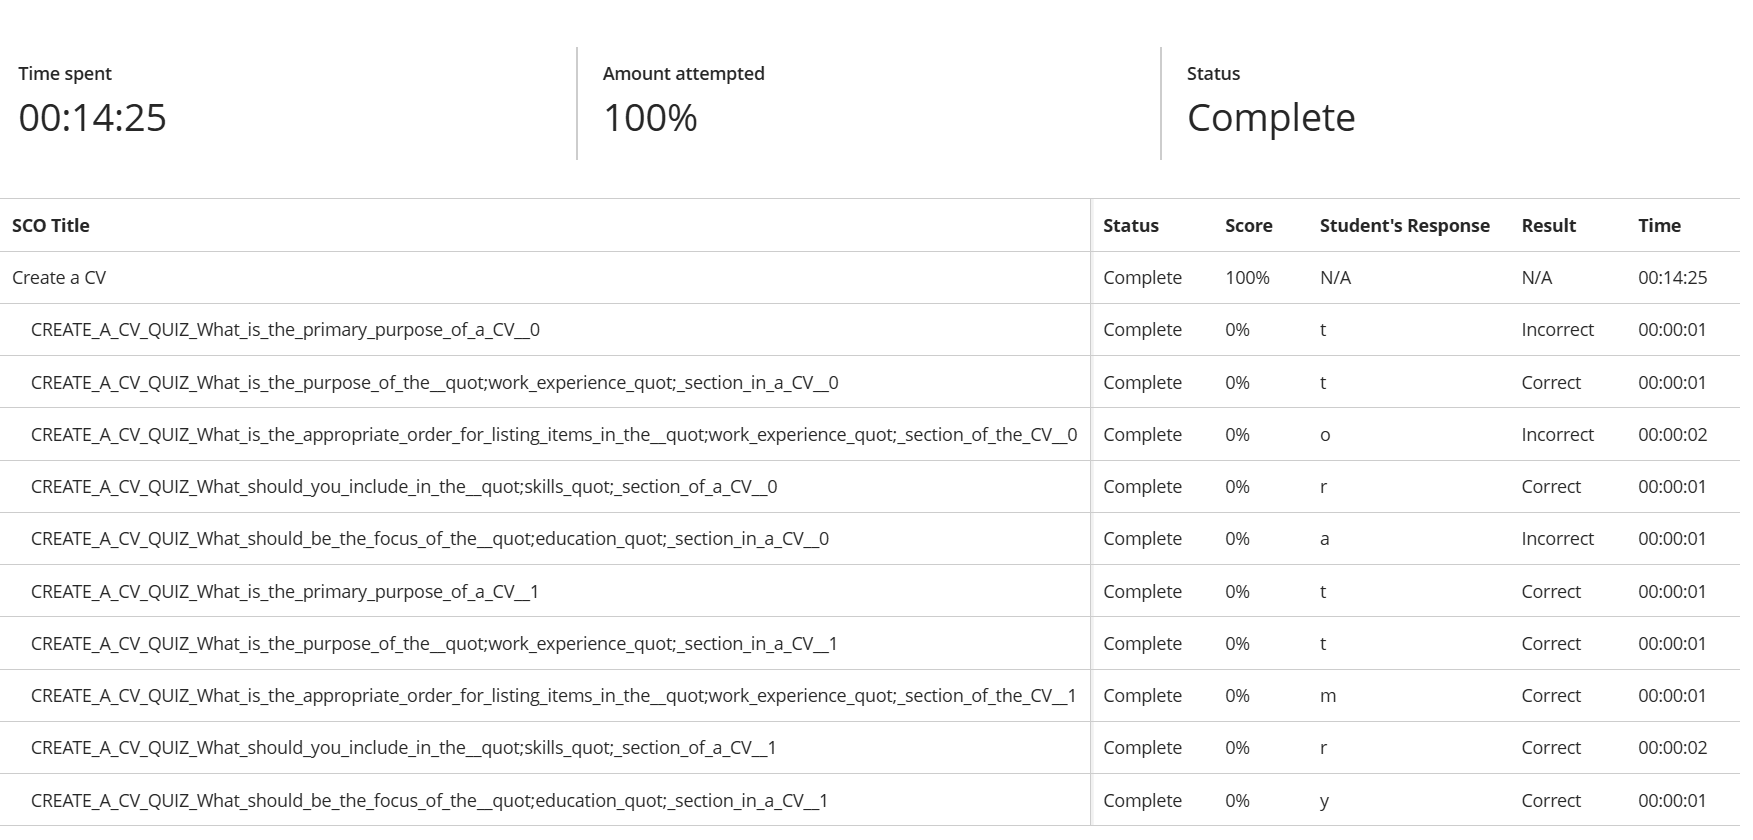 Time spent Amount attempted Status
00:14:25 100% Complete
SCO Title Status Score Student's Response Result Time
Create a CV Complete 100% N/A N/A 00:14:25
CREATE_A_CV_QUIZ_What_is_the_primary_purpose_of_a_CV__0 Complete 0% t Incorrect 00:00:01
CREATE_A_CV_QUIZ_What_is_the_purpose_of_the__quot;work_experience_quot;_section_in_a_CV__0 Complete 0% t Correct 00:00:01
CREATE_A_CV_QUIZ_What_is_the_appropriate_order_for_listing_items_in_the__quot;work_experience_quot;_section_of_the_CV__0 Complete 0% o Incorrect 00:00:02
CREATE_A_CV_QUIZ_What_should_you_include_in_the__quot;skills_quot;_section_of_a_CV__0 Complete 0% r Correct 00:00:01
CREATE_A_CV_QUIZ_What_should_be_the_focus_of_the__quot;education_quot;_section_in_a_CV__0 Complete 0% a Incorrect 00:00:01
CREATE_A_CV_QUIZ_What_is_the_primary_purpose_of_a_CV__1 Complete 0% t Correct 00:00:01
CREATE_A_CV_QUIZ_What_is_the_purpose_of_the__quot;work_experience_quot;_section_in_a_CV__1 Complete 0% t Correct 00:00:01
CREATE_A_CV_QUIZ_What_is_the_appropriate_order_for_listing_items_in_the__quot;work_experience_quot;_section_of_the_CV__1 Complete 0% m Correct 00:00:01
CREATE_A_CV_QUIZ_What_should_you_include_in_the__quot;skills_quot;_section_of_a_CV__1 Complete 0% r Correct 00:00:02
CREATE_A_CV_QUIZ_What_should_be_the_focus_of_the__quot;education_quot;_section_in_a_CV__1 Complete 0% y Correct 00:00:01